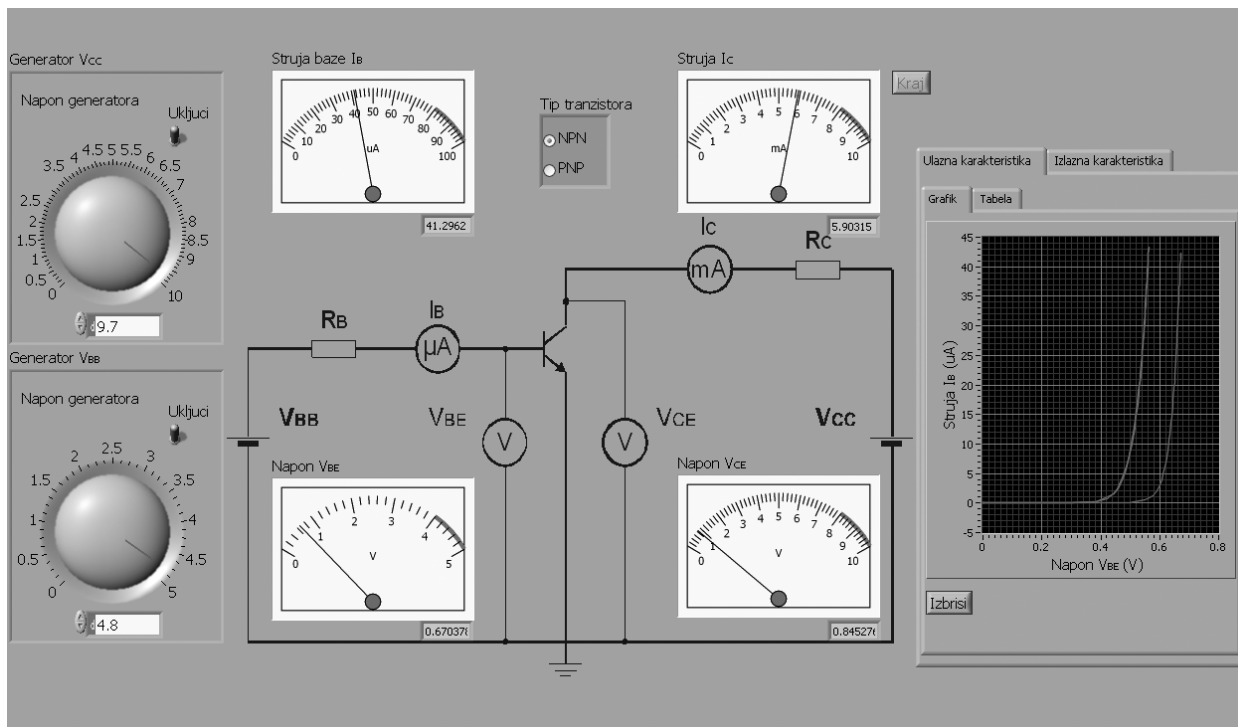 Generator Vcc
Napon generatora
Ukljuci
0 0.5 1 1.5 2 2.5 3 3.5 4 4.5 5 5.5 6 6.5 7 8 8.5 9 10
9.7
Generator VBB
Napon generatora
Ukljuci
0 0.5 1 1.5 2 2.5 3 3.5 4 4.5 5
4.8
Struja baze IB
0 10 20 30 40 50 60 70 80 90 100
uA
41.2962
Tip tranzistora
NPN
PNP
Struja Ic
0 1 2 3 4 5 6 7 8 9 10
mA
5.90315
Kraj
IC
mA
RC
RB
IB
μA
VBB
VBE
V
VCE
V
VCC
Napon VBE
0 1 2 3 4 5
V
0.670378
Napon VCE
0 1 2 3 4 5 6 7 8 9 10
V
0.84527
Ulazna karakteristika
Izlazna karakteristika
Grafik
Tabela
Struja IB (uA)
45
40
35
30
25
20
15
10
5
0
-5
0 0.2 0.4 0.6 0.8
Napon VBE (V)
Izbrisi